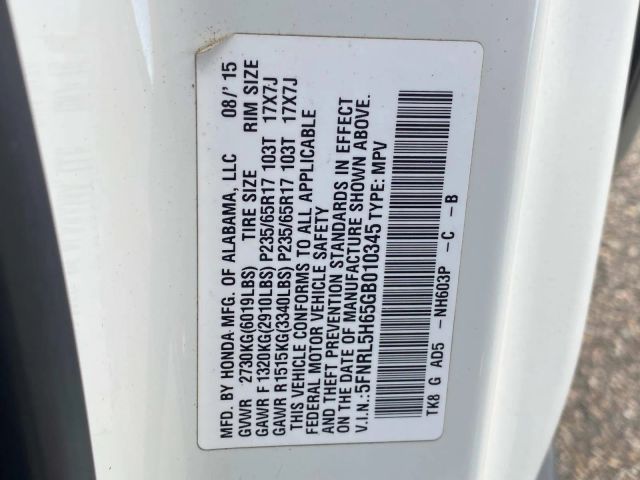 MFD. BY HONDA MFG. OF ALABAMA, LLC 08/'15
GVWR 2730KG(6019LBS) TIRE SIZE RIM SIZE
GAWR F 1320KG(2910LBS) P235/65R17 103T 17X7J
GAWR R1515KG(3340LBS) P235/65R17 103T 17X7J
THIS VEHICLE CONFORMS TO ALL APPLICABLE
FEDERAL MOTOR VEHICLE SAFETY
AND THEFT PREVENTION STANDARDS IN EFFECT
ON THE DATE OF MANUFACTURE SHOWN ABOVE.
V.I.N.:5FNRL5H65GB010345 TYPE: MPV
TK8 G AD5 -NH603P -C -B